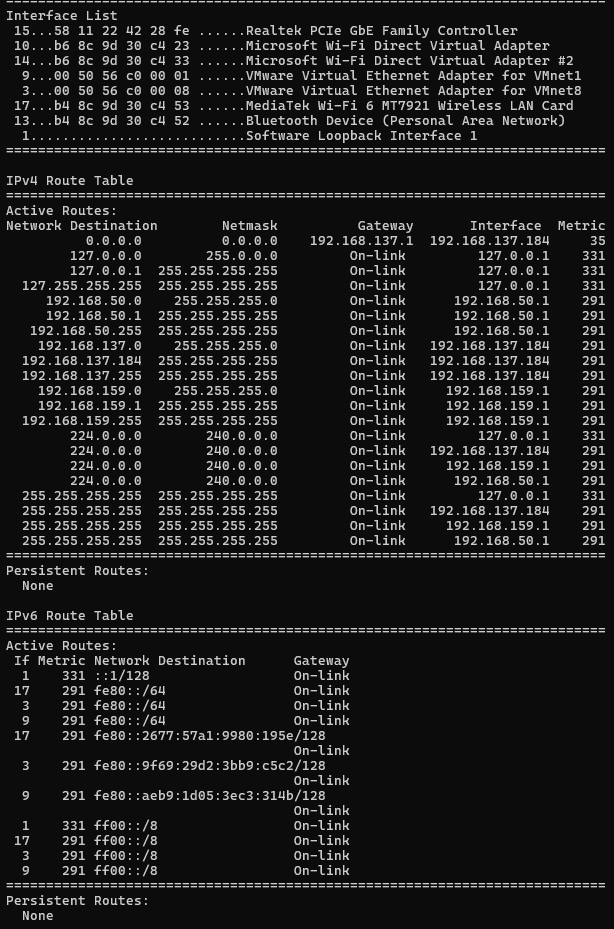 ===========================================================================
Interface List
 15...58 11 22 42 28 fe ......Realtek PCIe GbE Family Controller
 10...b6 8c 9d 30 c4 23 ......Microsoft Wi-Fi Direct Virtual Adapter
 14...b6 8c 9d 30 c4 33 ......Microsoft Wi-Fi Direct Virtual Adapter #2
  9...00 50 56 c0 00 01 ......VMware Virtual Ethernet Adapter for VMnet1
  3...00 50 56 c0 00 08 ......VMware Virtual Ethernet Adapter for VMnet8
 17...b4 8c 9d 30 c4 53 ......MediaTek Wi-Fi 6 MT7921 Wireless LAN Card
 13...b4 8c 9d 30 c4 52 ......Bluetooth Device (Personal Area Network)
  1...........................Software Loopback Interface 1
===========================================================================
IPv4 Route Table
===========================================================================
Active Routes:
Network Destination        Netmask          Gateway       Interface  Metric
          0.0.0.0          0.0.0.0    192.168.137.1  192.168.137.184     35
        127.0.0.0        255.0.0.0         On-link         127.0.0.1    331
        127.0.0.1  255.255.255.255         On-link         127.0.0.1    331
  127.255.255.255  255.255.255.255         On-link         127.0.0.1    331
     192.168.50.0    255.255.255.0         On-link      192.168.50.1    291
     192.168.50.1  255.255.255.255         On-link      192.168.50.1    291
   192.168.50.255  255.255.255.255         On-link      192.168.50.1    291
    192.168.137.0    255.255.255.0         On-link   192.168.137.184    291
  192.168.137.184  255.255.255.255         On-link   192.168.137.184    291
  192.168.137.255  255.255.255.255         On-link   192.168.137.184    291
    192.168.159.0    255.255.255.0         On-link     192.168.159.1    291
    192.168.159.1  255.255.255.255         On-link     192.168.159.1    291
  192.168.159.255  255.255.255.255         On-link     192.168.159.1    291
        224.0.0.0        240.0.0.0         On-link         127.0.0.1    331
        224.0.0.0        240.0.0.0         On-link   192.168.137.184    291
        224.0.0.0        240.0.0.0         On-link     192.168.159.1    291
        224.0.0.0        240.0.0.0         On-link      192.168.50.1    291
  255.255.255.255  255.255.255.255         On-link         127.0.0.1    331
  255.255.255.255  255.255.255.255         On-link   192.168.137.184    291
  255.255.255.255  255.255.255.255         On-link     192.168.159.1    291
  255.255.255.255  255.255.255.255         On-link      192.168.50.1    291
===========================================================================
Persistent Routes:
  None
IPv6 Route Table
===========================================================================
Active Routes:
 If Metric Network Destination      Gateway
  1    331 ::1/128                  On-link
 17    291 fe80::/64                On-link
  3    291 fe80::/64                On-link
  9    291 fe80::/64                On-link
 17    291 fe80::2677:57a1:9980:195e/128
                                    On-link
  3    291 fe80::9f69:29d2:3bb9:c5c2/128
                                    On-link
  9    291 fe80::aeb9:1d05:3ec3:314b/128
                                    On-link
  1    331 ff00::/8                 On-link
 17    291 ff00::/8                 On-link
  3    291 ff00::/8                 On-link
  9    291 ff00::/8                 On-link
===========================================================================
Persistent Routes:
  None